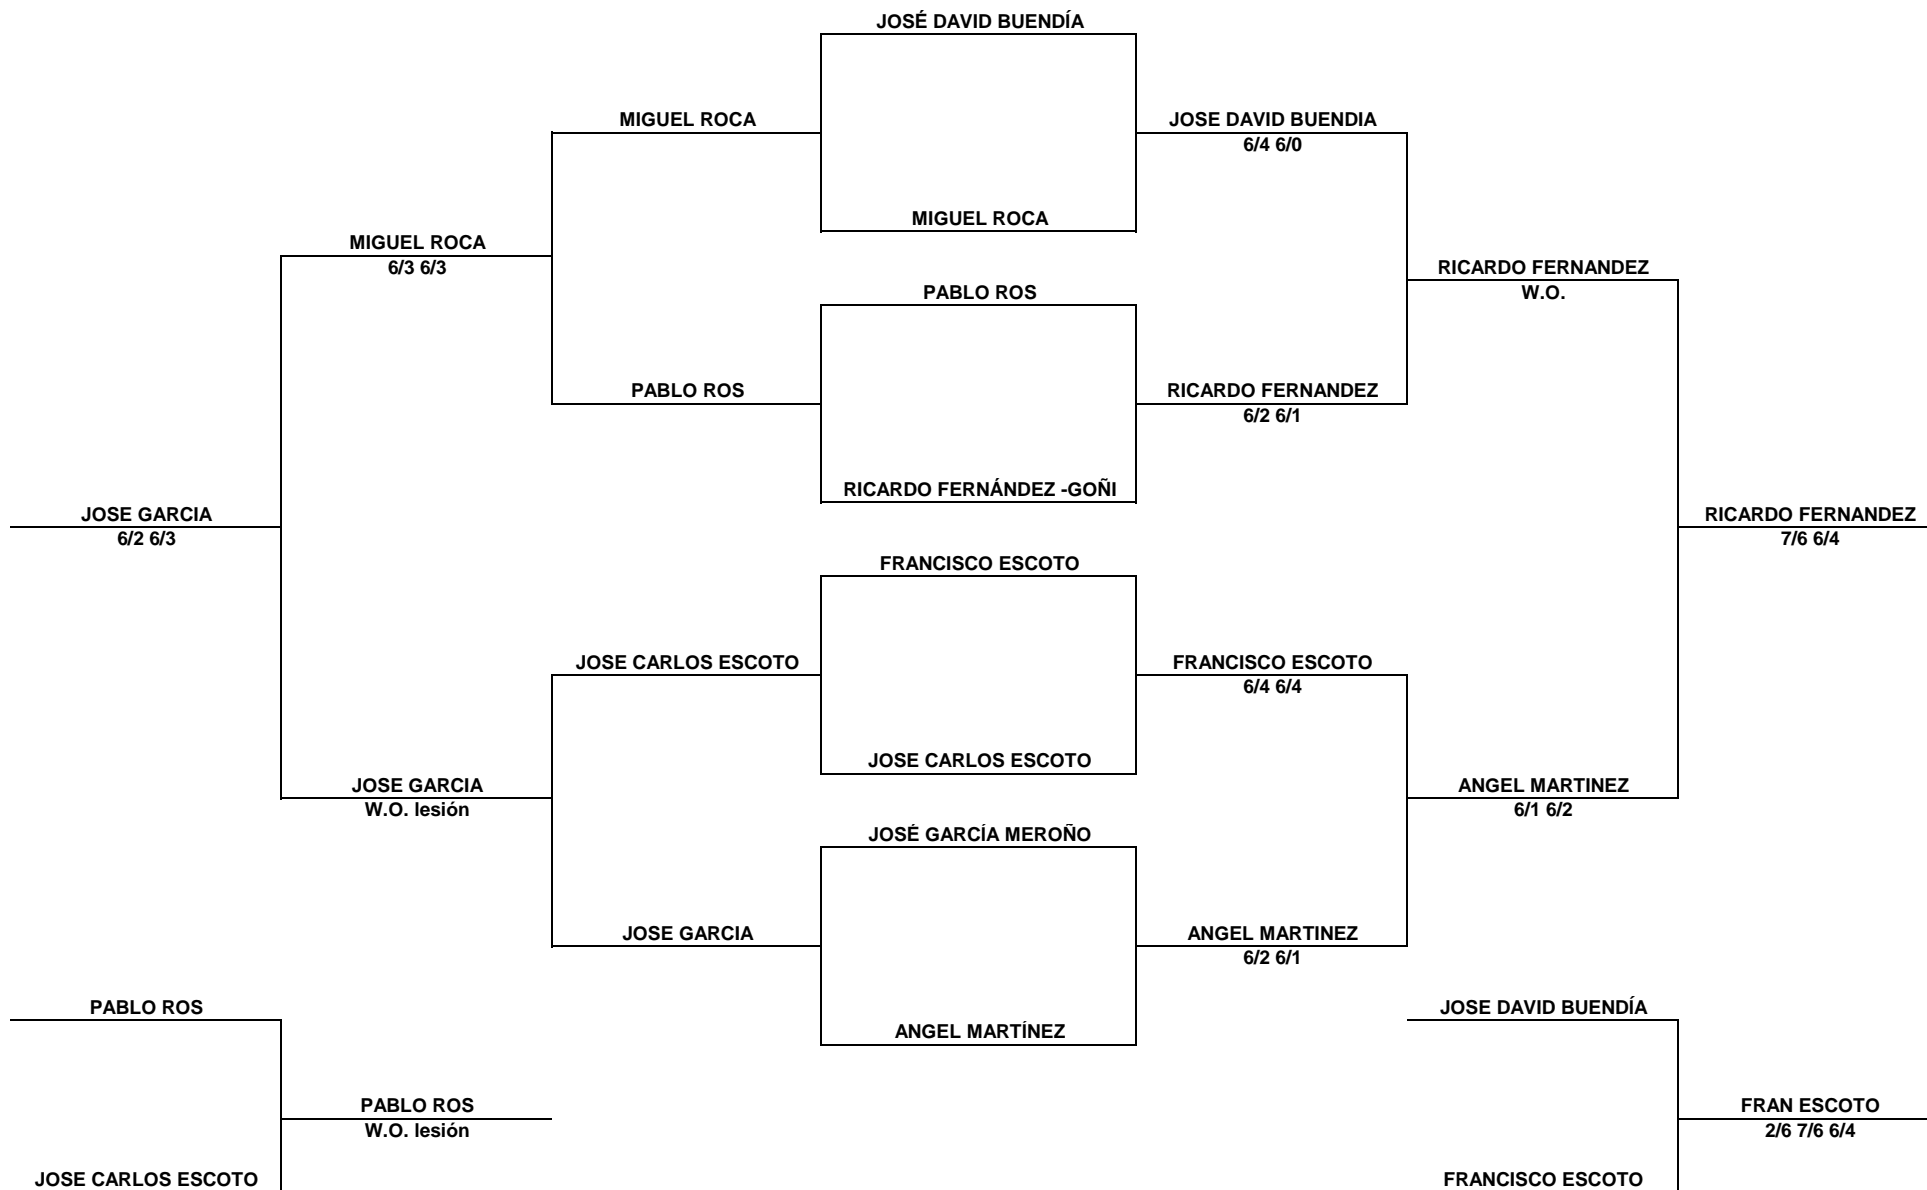 JOSÉ DAVID BUENDÍA
MIGUEL ROCA
JOSE DAVID BUENDIA
6/4 6/0
MIGUEL ROCA
MIGUEL ROCA
6/3 6/3
RICARDO FERNANDEZ
W.O.
PABLO ROS
PABLO ROS
RICARDO FERNANDEZ
6/2 6/1
RICARDO FERNÁNDEZ -GOÑI
JOSE GARCIA
6/2 6/3
RICARDO FERNANDEZ
7/6 6/4
FRANCISCO ESCOTO
JOSE CARLOS ESCOTO
FRANCISCO ESCOTO
6/4 6/4
JOSE CARLOS ESCOTO
JOSE GARCIA
W.O. lesión
ANGEL MARTINEZ
6/1 6/2
JOSÉ GARCÍA MEROÑO
JOSE GARCIA
ANGEL MARTINEZ
6/2 6/1
PABLO ROS
JOSE DAVID BUENDÍA
ANGEL MARTÍNEZ
PABLO ROS
W.O. lesión
FRAN ESCOTO
2/6 7/6 6/4
JOSE CARLOS ESCOTO
FRANCISCO ESCOTO